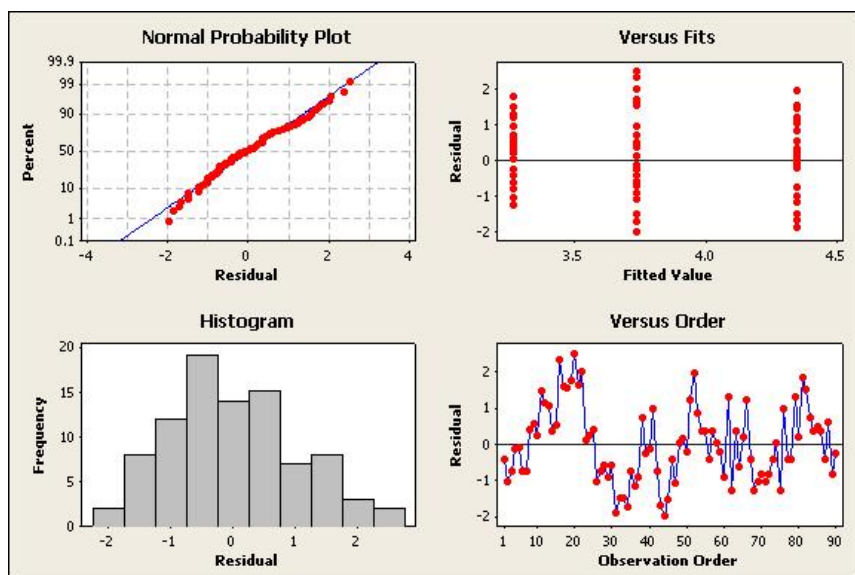 Normal Probability Plot
99.9
99
90
50
10
1
0.1
Percent
-4 -2 0 2 4
Residual
Versus Fits
2
1
0
-1
-2
Residual
3.5 4.0 4.5
Fitted Value
Histogram
20
15
10
5
0
Frequency
-2 -1 0 1 2
Residual
Versus Order
2
1
0
-1
-2
Residual
1 10 20 30 40 50 60 70 80 90
Observation Order